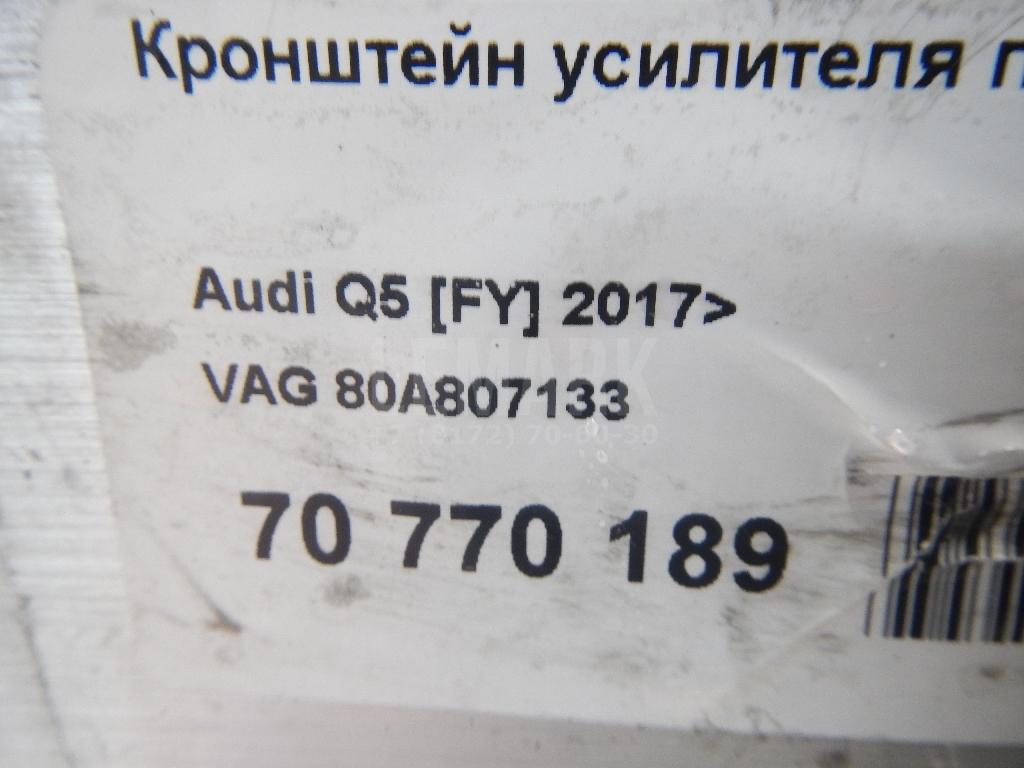 Кронштейн усилителя п
Audi Q5 [FY] 2017>
VAG 80A807133
70 770 189